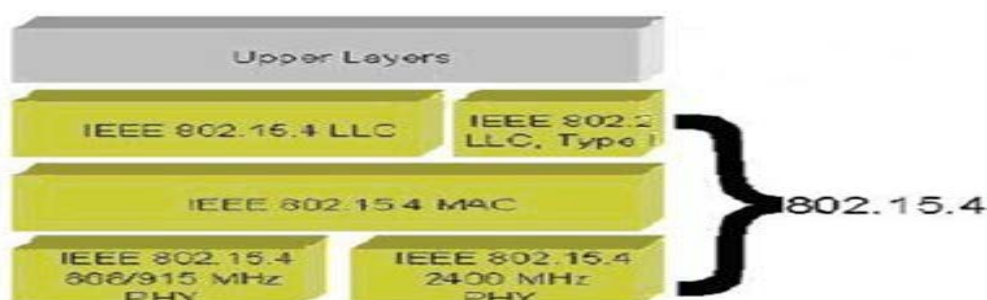 Upper Layers
IEEE 802.15.4 LLC
IEEE 802.2
LLC, Type I
IEEE 802.15.4 MAC
802.15.4
IEEE 802.15.4
868/915 MHz
PHY
IEEE 802.15.4
2400 MHz
PHY